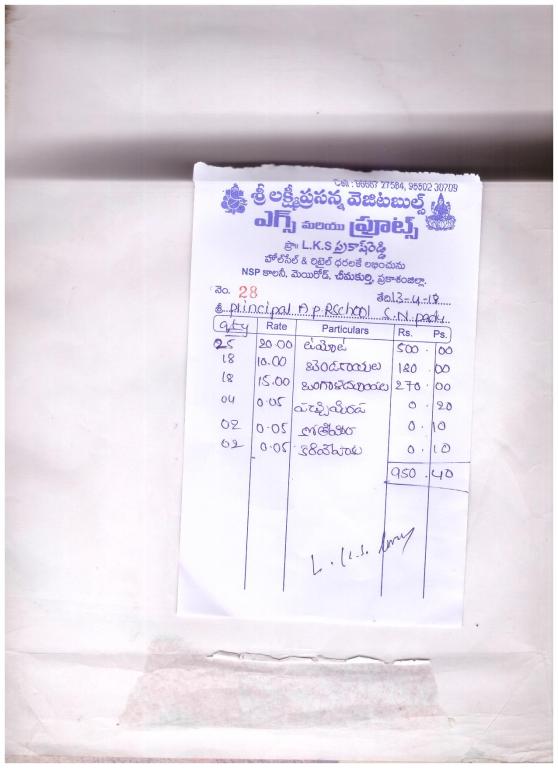 Cell : 99667 27584, 95502 30709
శ్రీ లక్ష్మీప్రసన్న వెజిటబుల్స్
ఎగ్స్ మరియు ఫ్రూట్స్
ప్రొ॥ L.K.S ప్రకాష్‌రెడ్డి
హోల్‌సేల్ & రిటైల్ ధరలకే లభించును
NSP కాలనీ, మెయిన్‌రోడ్, చీమకుర్తి, ప్రకాశంజిల్లా.
నెం. 28 తేది 13-4-18
శ్రీ Principal A.P.RSchool S.N.padu
Qty Rate Particulars Rs. Ps.
25 20.00 టమోట 500.00
18 10.00 బెండకాయలు 180.00
18 15.00 బంగాళదుంపలు 270.00
04 0.05 పచ్చిమిరప 0.20
02 0.05 కొతిమీర 0.10
02 0.05 కరివేపాకు 0.10
950.40
L.K.S.